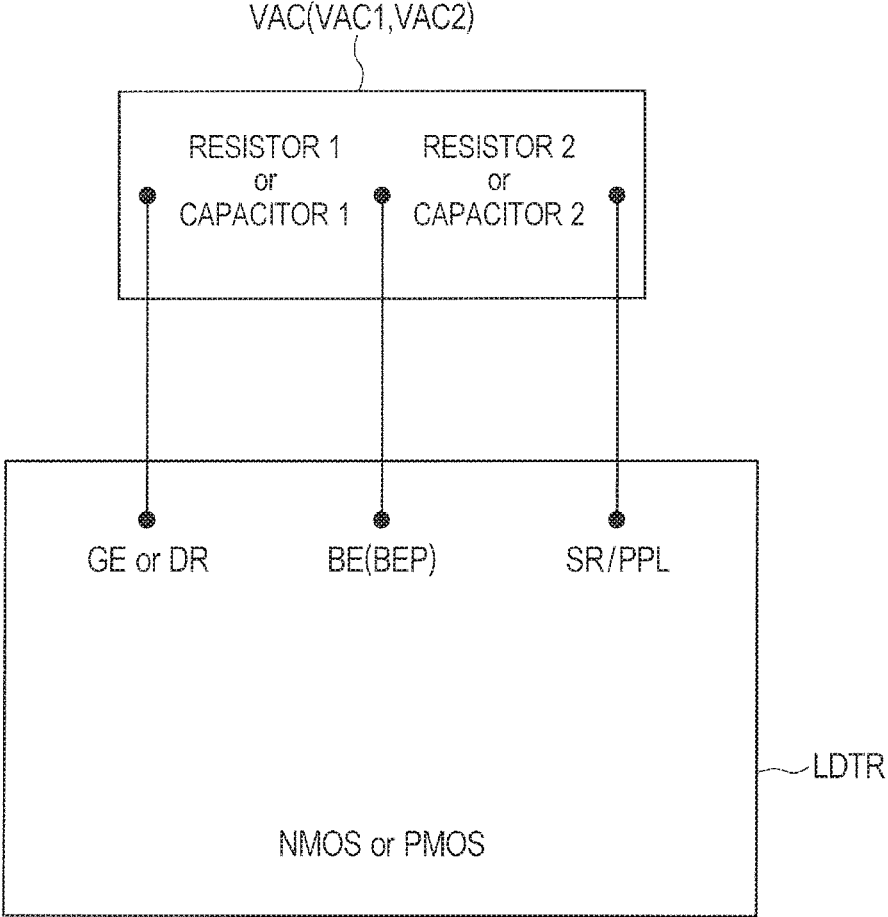 VAC(VAC1,VAC2)
RESISTOR 1
or
CAPACITOR 1
RESISTOR 2
or
CAPACITOR 2
GE or DR
BE(BEP)
SR/PPL
LDTR
NMOS or PMOS